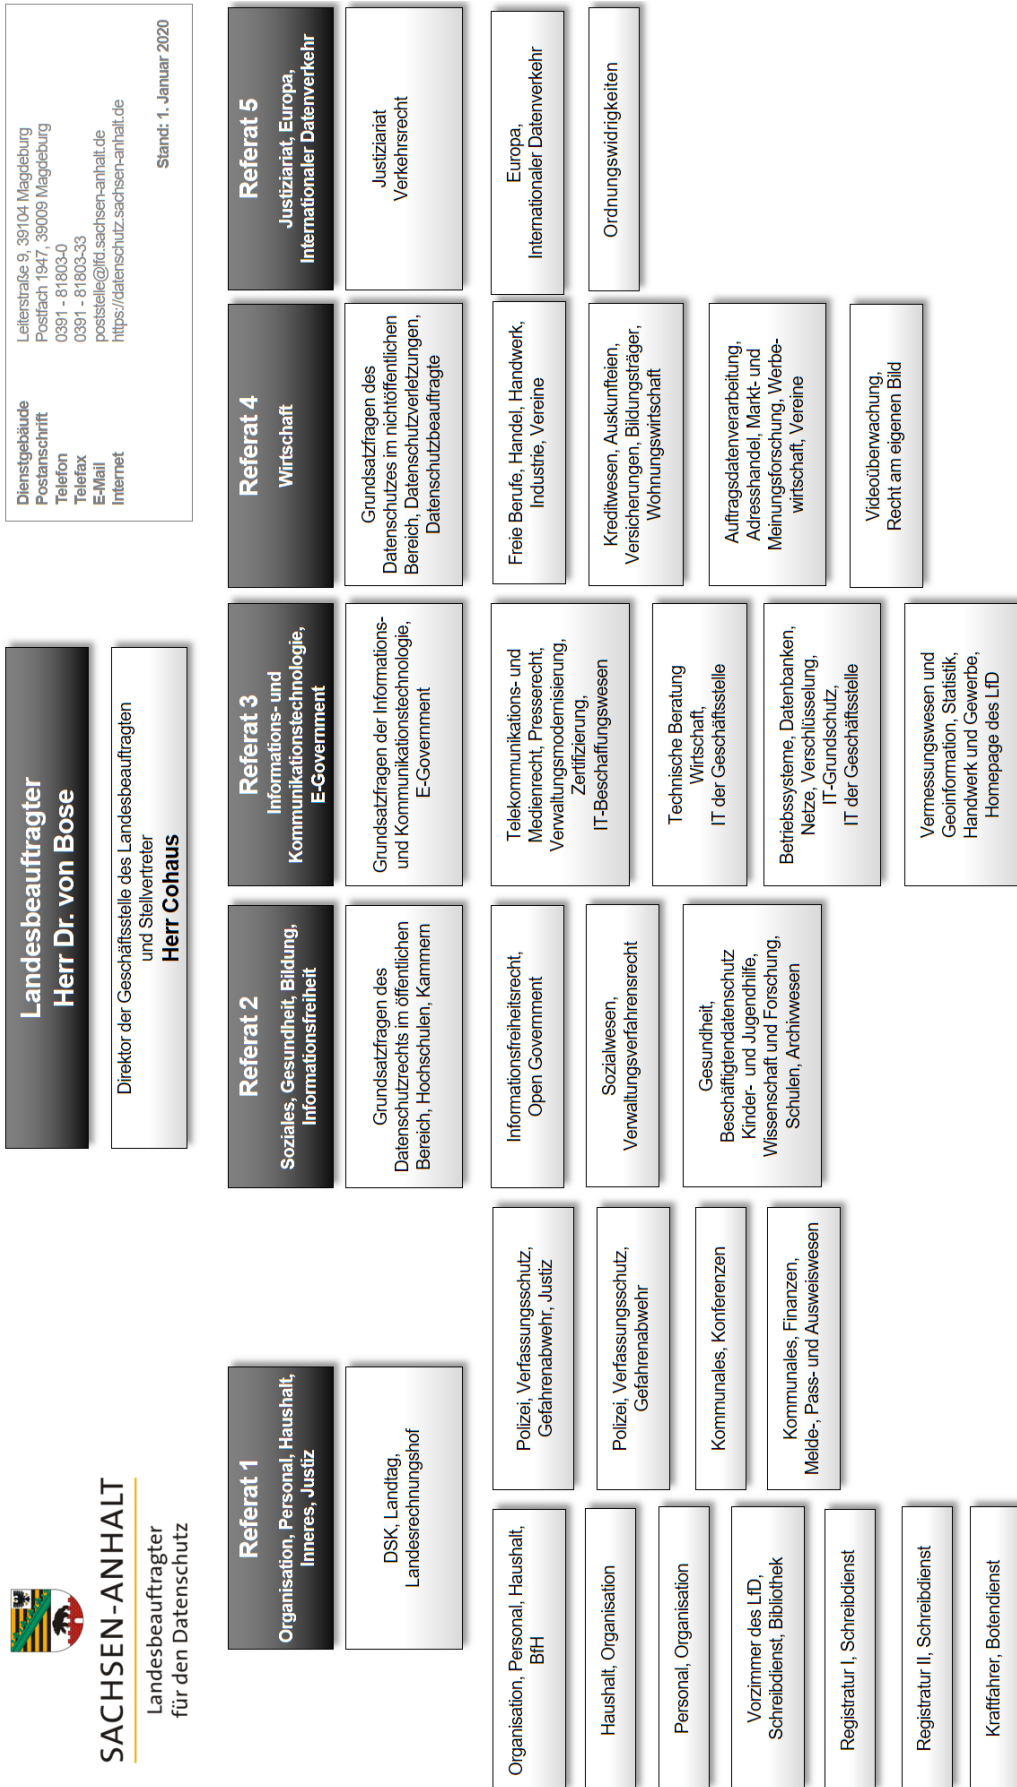 SACHSEN-ANHALT
Landesbeauftragter
für den Datenschutz
Landesbeauftragter
Herr Dr. von Bose
Direktor der Geschäftsstelle des Landesbeauftragten
und Stellvertreter
Herr Cohaus
Dienstgebäude Leiterstraße 9, 39104 Magdeburg
Postanschrift Postfach 1947, 39009 Magdeburg
Telefon 0391 - 81803-0
Telefax 0391 - 81803-33
E-Mail poststelle@lfd.sachsen-anhalt.de
Internet https://datenschutz.sachsen-anhalt.de
Stand: 1. Januar 2020
Referat 1
Organisation, Personal, Haushalt,
Inneres, Justiz
DSK, Landtag,
Landesrechnungshof
Organisation, Personal, Haushalt,
BfH
Haushalt, Organisation
Personal, Organisation
Vorzimmer des LfD,
Schreibdienst, Bibliothek
Registratur I, Schreibdienst
Registratur II, Schreibdienst
Kraftfahrer, Botendienst
Polizei, Verfassungsschutz,
Gefahrenabwehr, Justiz
Polizei, Verfassungsschutz,
Gefahrenabwehr
Kommunales, Konferenzen
Kommunales, Finanzen,
Melde-, Pass- und Ausweiswesen
Referat 2
Soziales, Gesundheit, Bildung,
Informationsfreiheit
Grundsatzfragen des
Datenschutzrechts im öffentlichen
Bereich, Hochschulen, Kammern
Informationsfreiheitsrecht,
Open Government
Sozialwesen,
Verwaltungsverfahrensrecht
Gesundheit,
Beschäftigtendatenschutz
Kinder- und Jugendhilfe,
Wissenschaft und Forschung,
Schulen, Archivwesen
Referat 3
Informations- und
Kommunikationstechnologie,
E-Government
Grundsatzfragen der Informations-
und Kommunikationstechnologie,
E-Government
Telekommunikations- und
Medienrecht, Presserecht,
Verwaltungsmodernisierung,
Zertifizierung,
IT-Beschaffungswesen
Technische Beratung
Wirtschaft,
IT der Geschäftsstelle
Betriebssysteme, Datenbanken,
Netze, Verschlüsselung,
IT-Grundschutz,
IT der Geschäftsstelle
Vermessungswesen und
Geoinformation, Statistik,
Handwerk und Gewerbe,
Homepage des LfD
Referat 4
Wirtschaft
Grundsatzfragen des
Datenschutzes im nichtöffentlichen
Bereich, Datenschutzverletzungen,
Datenschutzbeauftragte
Freie Berufe, Handel, Handwerk,
Industrie, Vereine
Kreditwesen, Auskunfteien,
Versicherungen, Bildungsträger,
Wohnungswirtschaft
Auftragsdatenverarbeitung,
Adresshandel, Markt- und
Meinungsforschung, Werbe-
wirtschaft, Vereine
Videoüberwachung,
Recht am eigenen Bild
Referat 5
Justiziariat, Europa,
Internationaler Datenverkehr
Justiziariat
Verkehrsrecht
Europa,
Internationaler Datenverkehr
Ordnungswidrigkeiten